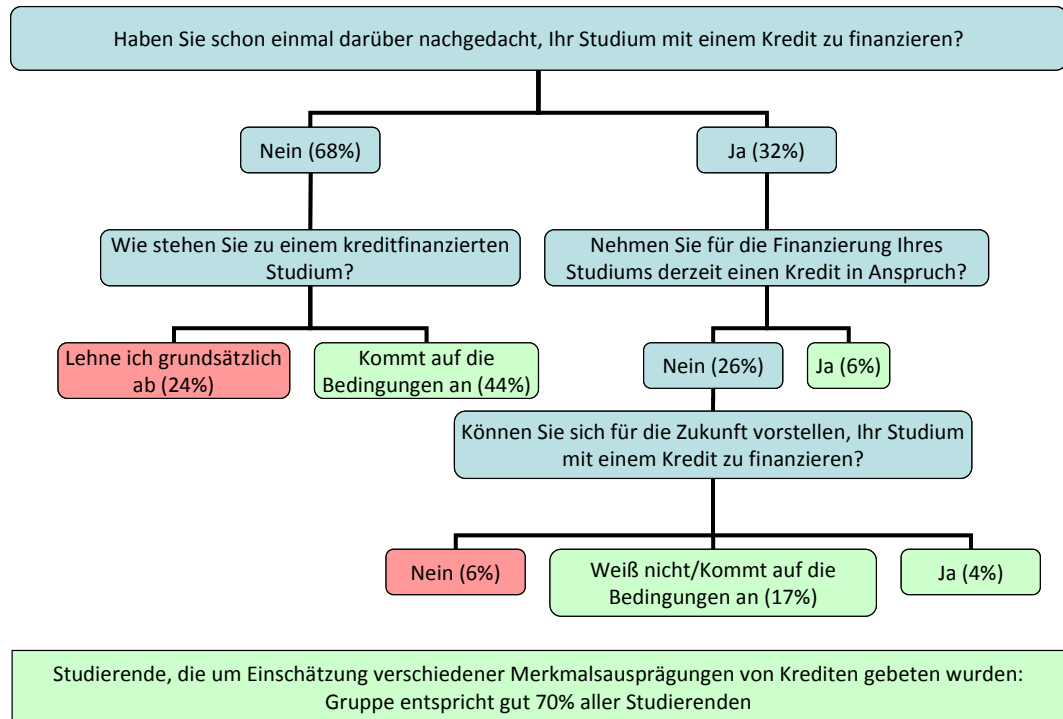 Haben Sie schon einmal darüber nachgedacht, Ihr Studium mit einem Kredit zu finanzieren?
Nein (68%)
Ja (32%)
Wie stehen Sie zu einem kreditfinanzierten
Studium?
Nehmen Sie für die Finanzierung Ihres
Studiums derzeit einen Kredit in Anspruch?
Lehne ich grundsätzlich
ab (24%)
Kommt auf die
Bedingungen an (44%)
Nein (26%)
Ja (6%)
Können Sie sich für die Zukunft vorstellen, Ihr Studium
mit einem Kredit zu finanzieren?
Nein (6%)
Weiß nicht/Kommt auf die
Bedingungen an (17%)
Ja (4%)
Studierende, die um Einschätzung verschiedener Merkmalsausprägungen von Krediten gebeten wurden:
Gruppe entspricht gut 70% aller Studierenden